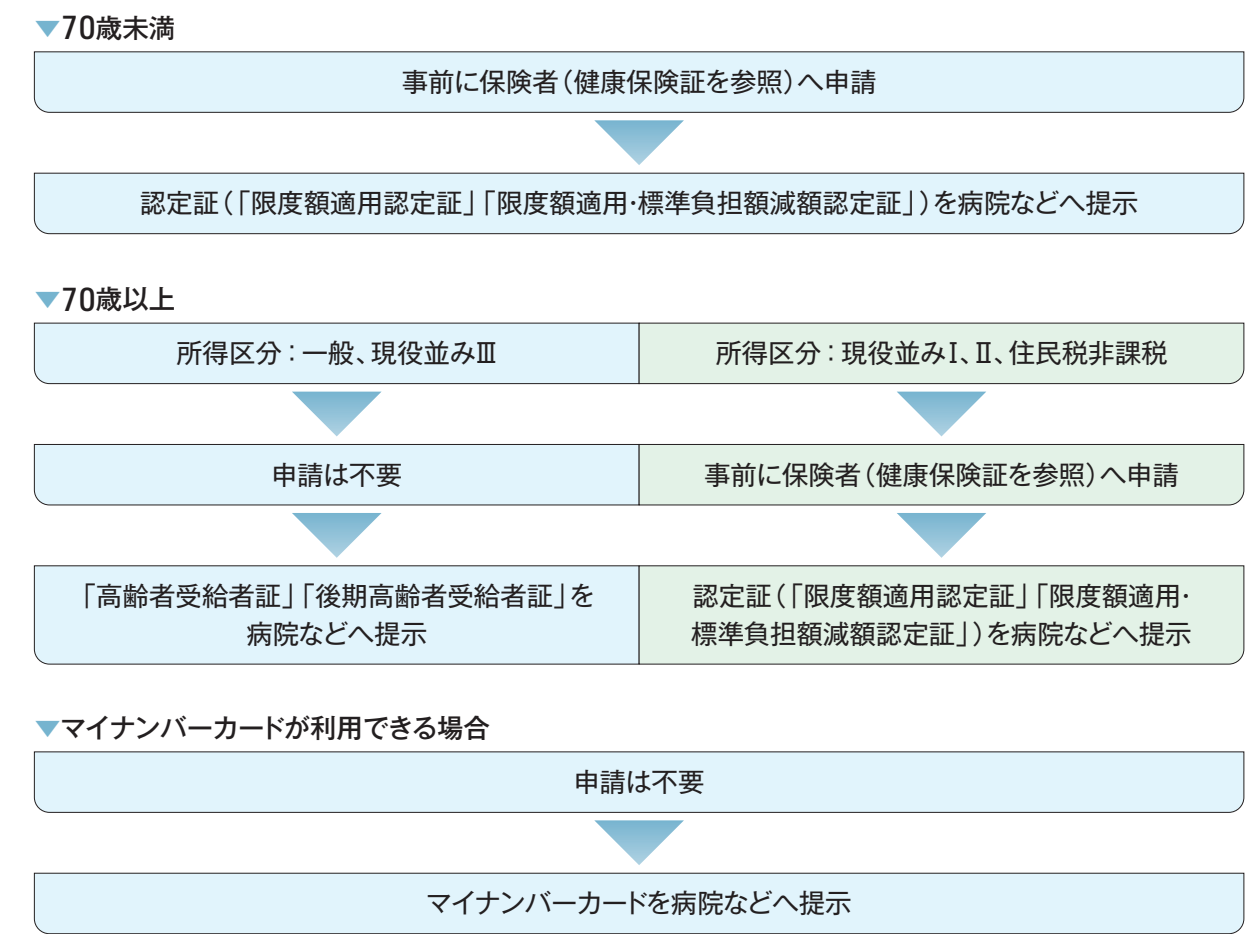 ▼70歳未満
事前に保険者（健康保険証を参照）へ申請
認定証（「限度額適用認定証」「限度額適用・標準負担額減額認定証」）を病院などへ提示
▼70歳以上
所得区分：一般、現役並みⅢ
所得区分：現役並みⅠ、Ⅱ、住民税非課税
申請は不要
事前に保険者（健康保険証を参照）へ申請
「高齢者受給者証」「後期高齢者受給者証」を
病院などへ提示
認定証（「限度額適用認定証」「限度額適用・
標準負担額減額認定証」）を病院などへ提示
▼マイナンバーカードが利用できる場合
申請は不要
マイナンバーカードを病院などへ提示